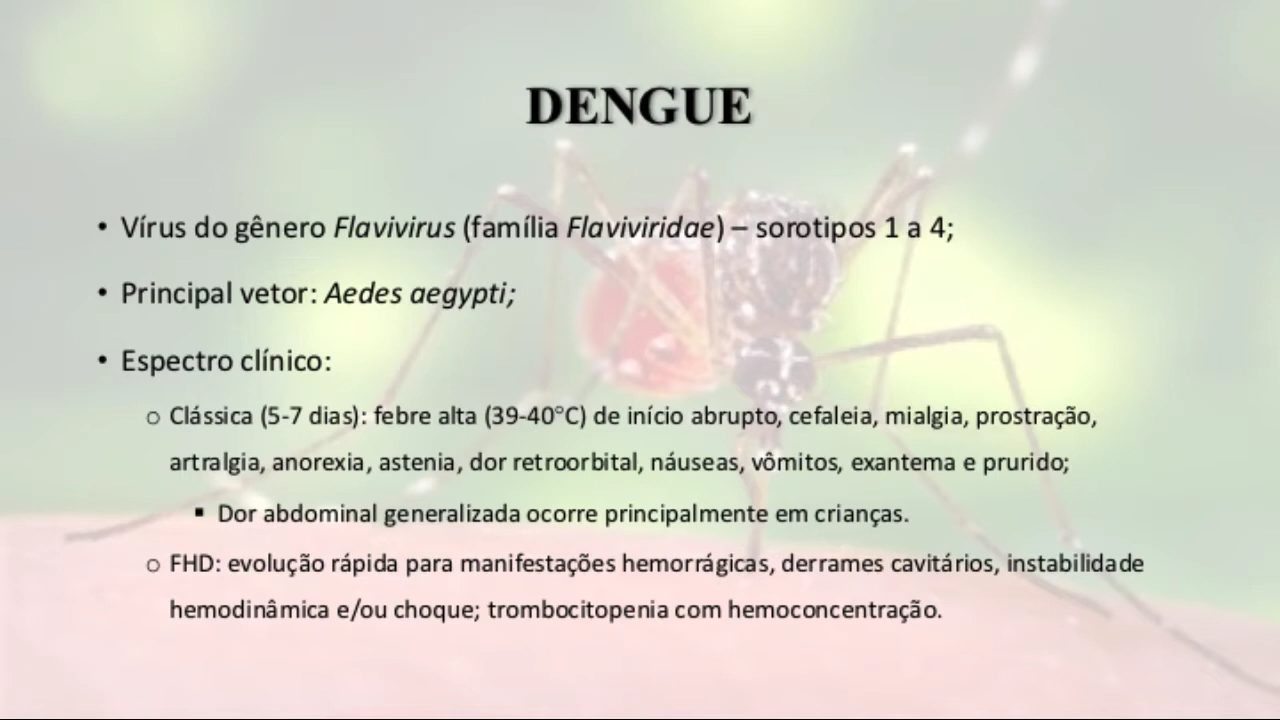 DENGUE
• Vírus do gênero Flavivirus (família Flaviviridae) – sorotipos 1 a 4;
• Principal vetor: Aedes aegypti;
• Espectro clínico:
o Clássica (5-7 dias): febre alta (39-40°C) de início abrupto, cefaleia, mialgia, prostração,
artralgia, anorexia, astenia, dor retroorbital, náuseas, vômitos, exantema e prurido;
▪ Dor abdominal generalizada ocorre principalmente em crianças.
o FHD: evolução rápida para manifestações hemorrágicas, derrames cavitários, instabilidade
hemodinâmica e/ou choque; trombocitopenia com hemoconcentração.